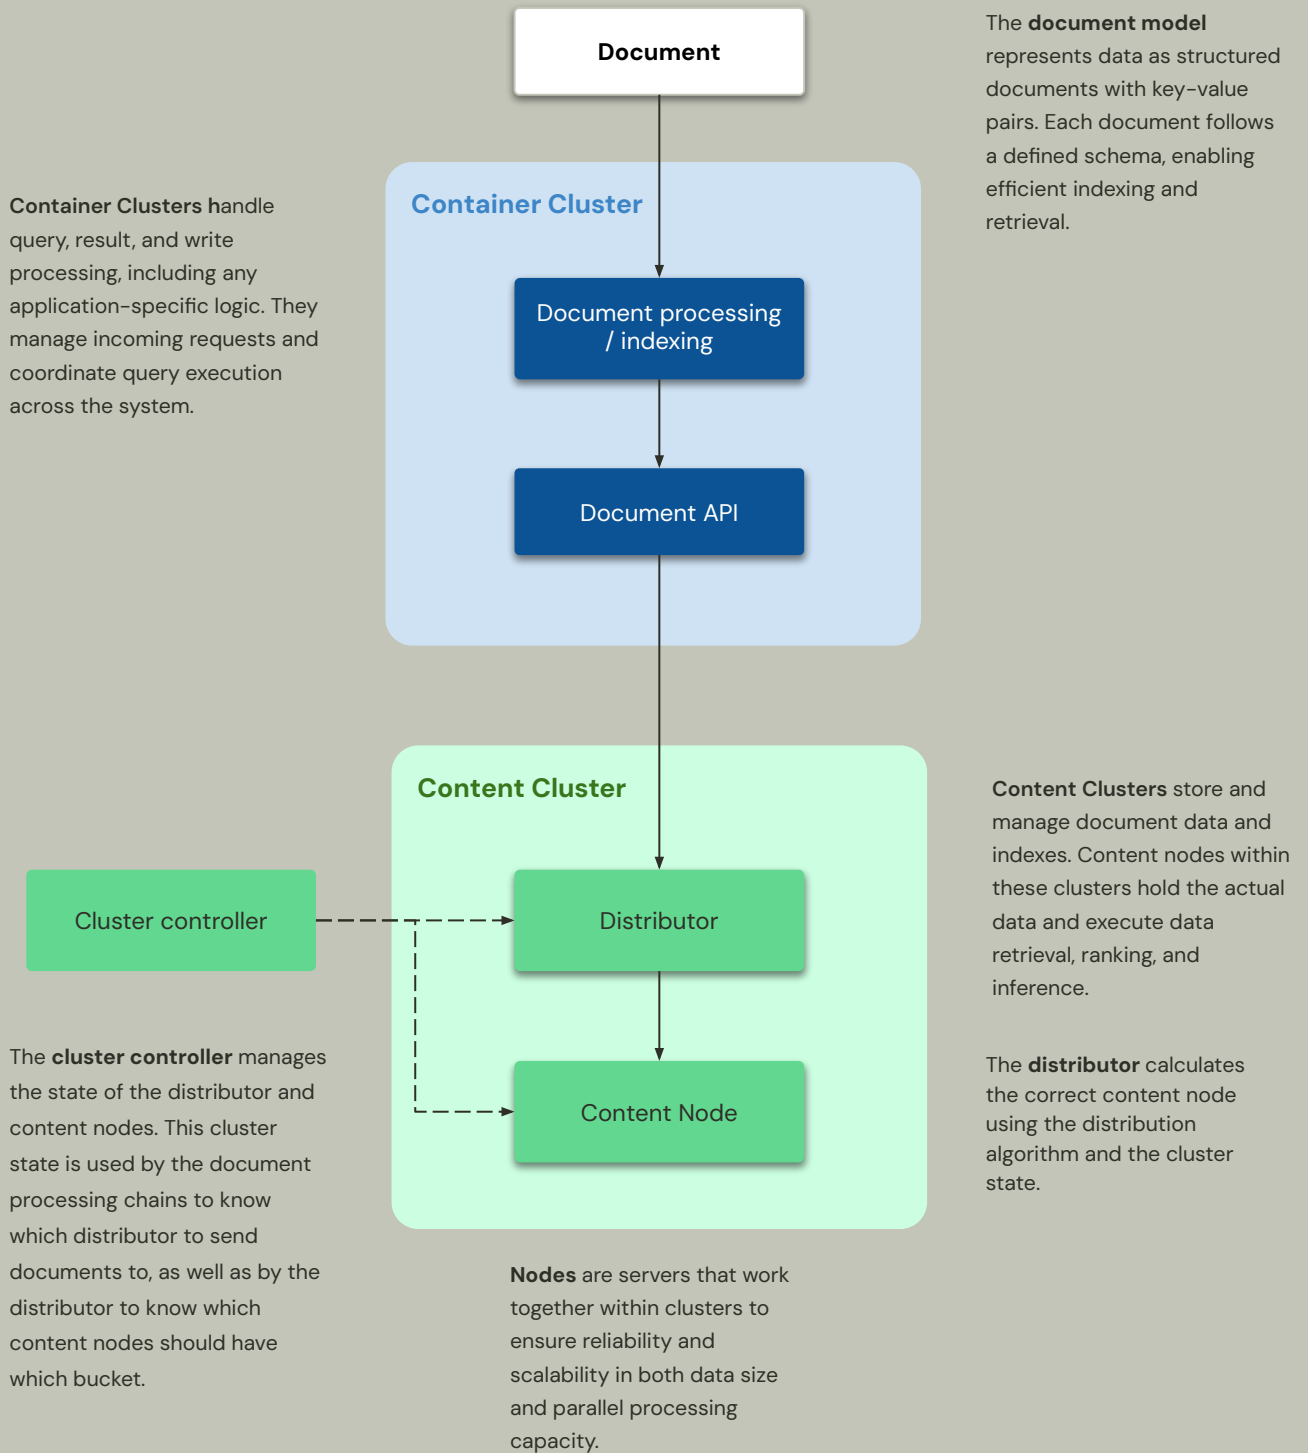 Document
The document model
represents data as structured
documents with key-value
pairs. Each document follows
a defined schema, enabling
efficient indexing and
retrieval.
Container Clusters handle
query, result, and write
processing, including any
application-specific logic. They
manage incoming requests and
coordinate query execution
across the system.
Container Cluster
Document processing
/ indexing
Document API
Content Cluster
Content Clusters store and
manage document data and
indexes. Content nodes within
these clusters hold the actual
data and execute data
retrieval, ranking, and
inference.
Cluster controller
Distributor
The cluster controller manages
the state of the distributor and
content nodes. This cluster
state is used by the document
processing chains to know
which distributor to send
documents to, as well as by the
distributor to know which
content nodes should have
which bucket.
Content Node
The distributor calculates
the correct content node
using the distribution
algorithm and the cluster
state.
Nodes are servers that work
together within clusters to
ensure reliability and
scalability in both data size
and parallel processing
capacity.